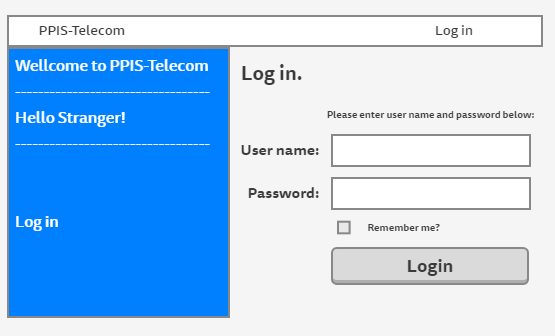 PPIS-Telecom Log in
Wellcome to PPIS-Telecom
----------------------------------
Hello Stranger!
----------------------------------
Log in
Log in.
Please enter user name and password below:
User name:
Password:
Remember me?
Login